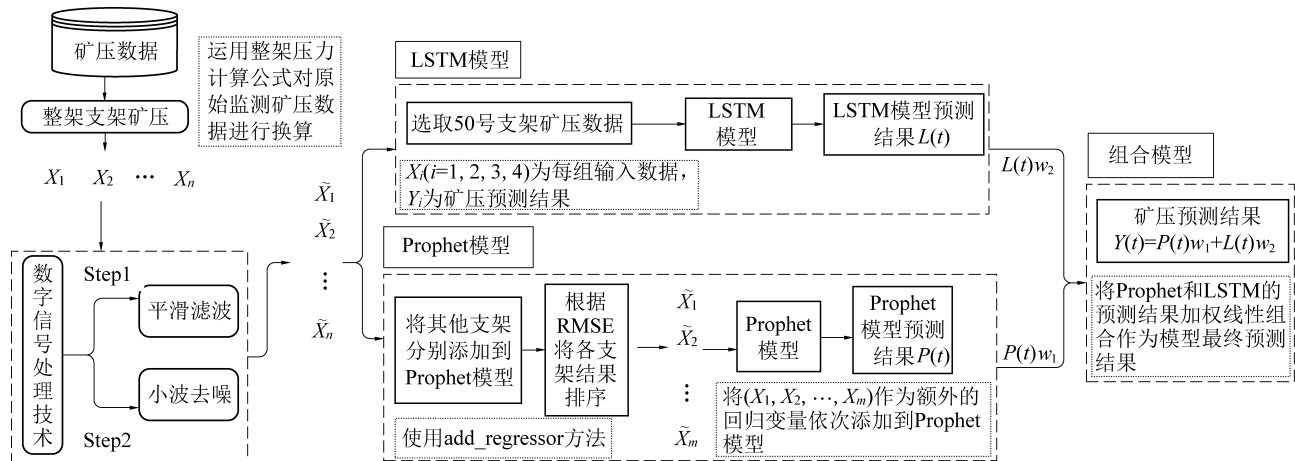 矿压数据
整架支架矿压
运用整架压力
计算公式对原
始监测矿压数
据进行换算
X₁ X₂ … Xₙ
数字信号处理技术
Step1
平滑滤波
小波去噪
Step2
X̃₁
X̃₂
⋮
X̃ₙ
LSTM模型
选取50号支架矿压数据
LSTM
模型
LSTM模型预测
结果L(t)
Xᵢ(i=1, 2, 3, 4)为每组输入数据，
Yᵢ为矿压预测结果
Prophet模型
将其他支架
分别添加到
Prophet模型
根据
RMSE
将各支
架结果
排序
使用add_regressor方法
X̃₁
X̃₂
⋮
X̃ₘ
Prophet
模型
Prophet
模型预测
结果P(t)
将(X₁, X₂, …, Xₘ)作为额外的
回归变量依次添加到Prophet
模型
L(t)w₂
P(t)w₁
组合模型
矿压预测结果
Y(t)=P(t)w₁+L(t)w₂
将Prophet和LSTM的
预测结果加权线性组
合作为模型最终预测
结果